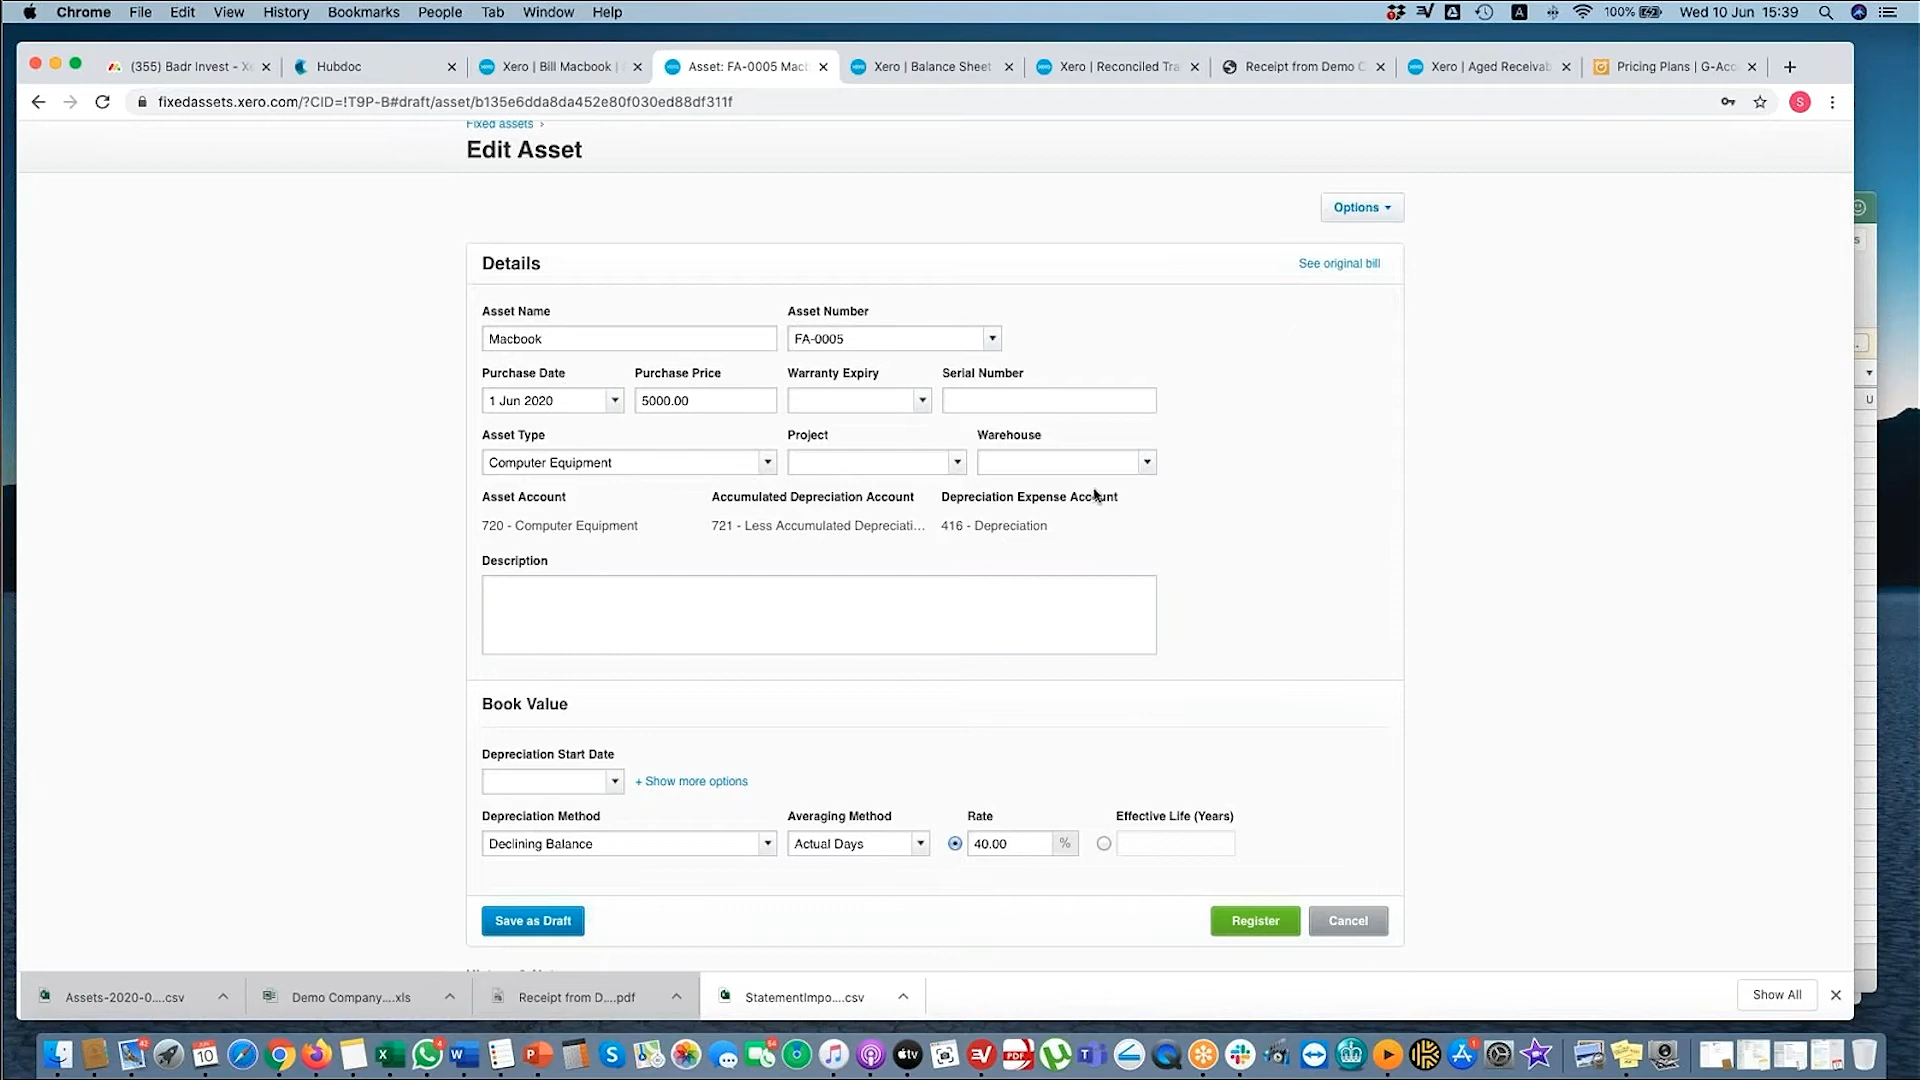 Chrome File Edit View History Bookmarks People Tab Window Help 100% Wed 10 Jun 15:39
(355) Badr Invest - Xe Hubdoc Xero | Bill Macbook | Asset: FA-0005 Macb Xero | Balance Sheet Xero | Reconciled Tra Receipt from Demo C Xero | Aged Receivab Pricing Plans | G-Acc
fixedassets.xero.com/?CID=!T9P-B#draft/asset/b135e6dda8da452e80f030ed88df311f S
Fixed assets ›
Edit Asset
Options
Details See original bill
Asset Name Asset Number
Macbook FA-0005
Purchase Date Purchase Price Warranty Expiry Serial Number
1 Jun 2020 5000.00
Asset Type Project Warehouse
Computer Equipment
Asset Account Accumulated Depreciation Account Depreciation Expense Account
720 - Computer Equipment 721 - Less Accumulated Depreciati... 416 - Depreciation
Description
Book Value
Depreciation Start Date
+ Show more options
Depreciation Method Averaging Method Rate Effective Life (Years)
Declining Balance Actual Days 40.00 %
Save as Draft Register Cancel
Assets-2020-0....csv Demo Company....xls Receipt from D....pdf StatementImpo....csv Show All